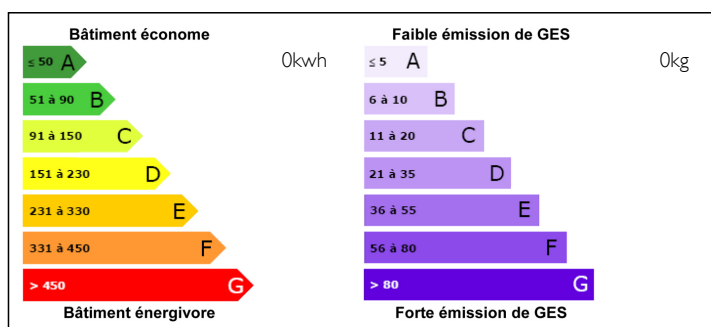 Bâtiment économe
≤ 50 A 0kwh
51 à 90 B
91 à 150 C
151 à 230 D
231 à 330 E
331 à 450 F
> 450 G
Bâtiment énergivore
Faible émission de GES
≤ 5 A 0kg
6 à 10 B
11 à 20 C
21 à 35 D
36 à 55 E
56 à 80 F
> 80 G
Forte émission de GES